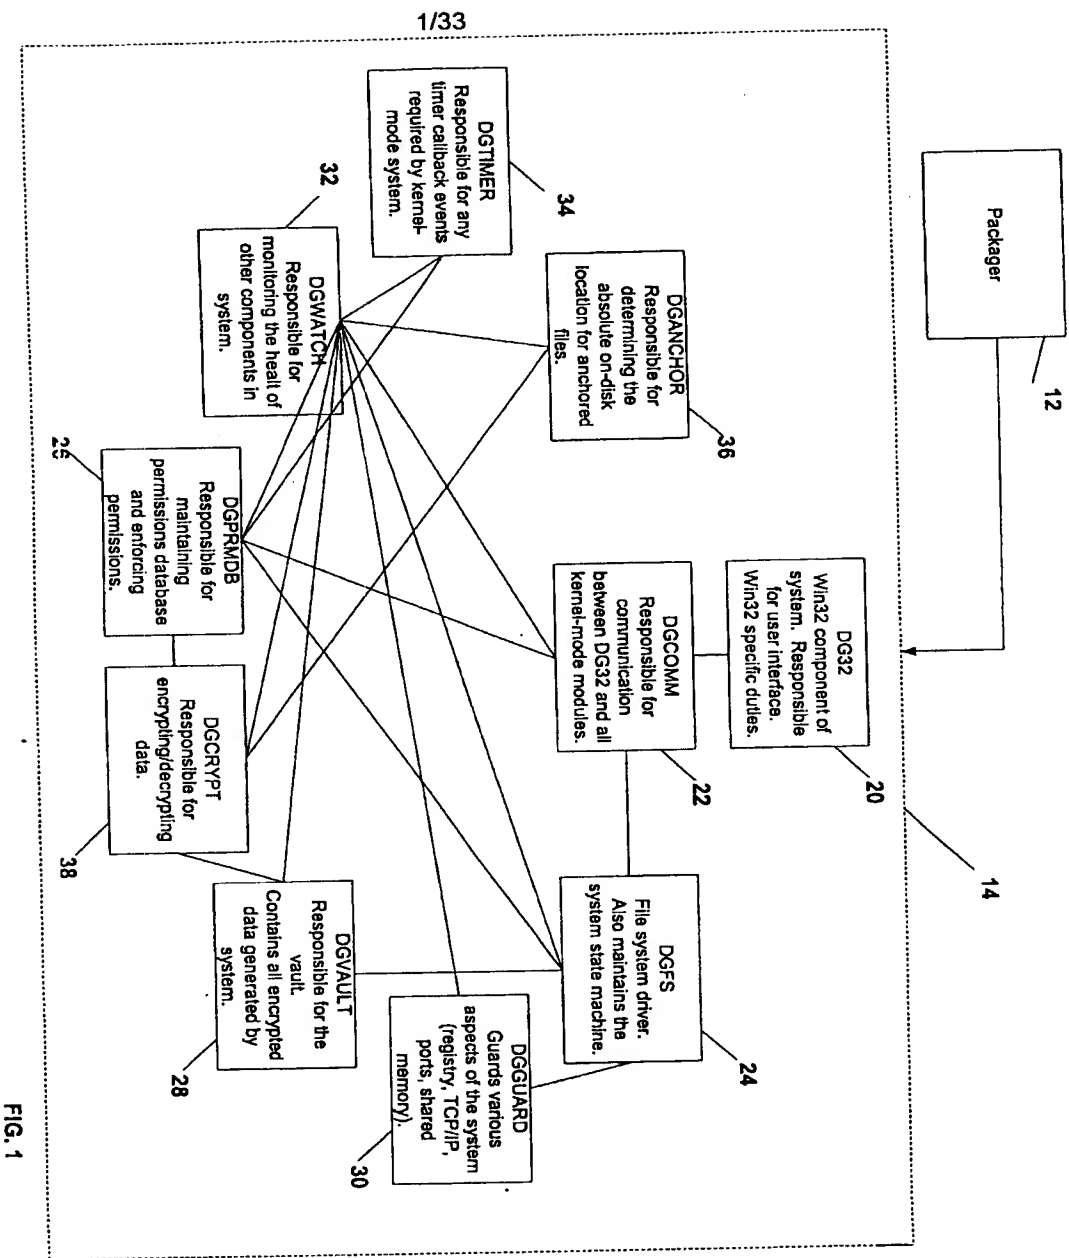 1/33
Packager
12
14
DG32
Win32 component of
system. Responsible
for user interface.
Win32 specific duties.
20
DGCOMM
Responsible for
communication
between DG32 and all
kernel-mode modules.
22
DGFS
File system driver.
Also maintains the
system state machine.
24
DGANCHOR
Responsible for
determining the
absolute on-disk
location for anchored
files.
36
DGTIMER
Responsible for any
timer callback events
required by kernel-
mode system.
34
DGGUARD
Guards various
aspects of the system
(registry, TCP/IP,
ports, shared
memory).
30
DGWATCH
Responsible for
monitoring the healt of
other components in
system.
32
DGVAULT
Responsible for the
vault.
Contains all encrypted
data generated by
system.
28
DGPRMDB
Responsible for
maintaining
permissions database
and enforcing
permissions.
DGCRYPT
Responsible for
encrypting/decrypting
data.
38
FIG. 1